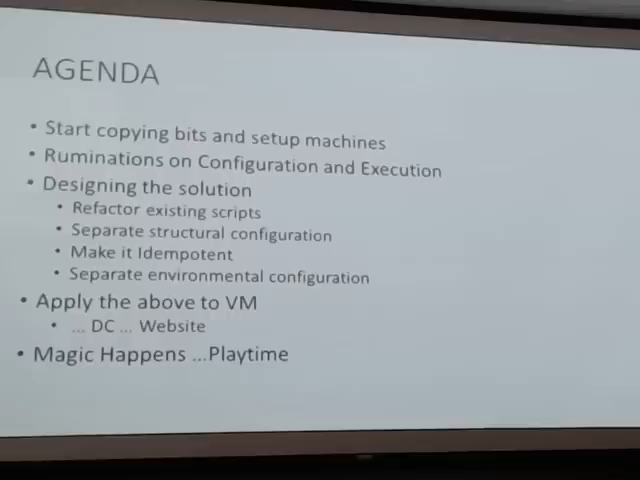 AGENDA
• Start copying bits and setup machines
• Ruminations on Configuration and Execution
• Designing the solution
• Refactor existing scripts
• Separate structural configuration
• Make it Idempotent
• Separate environmental configuration
• Apply the above to VM
• ... DC ... Website
• Magic Happens ...Playtime